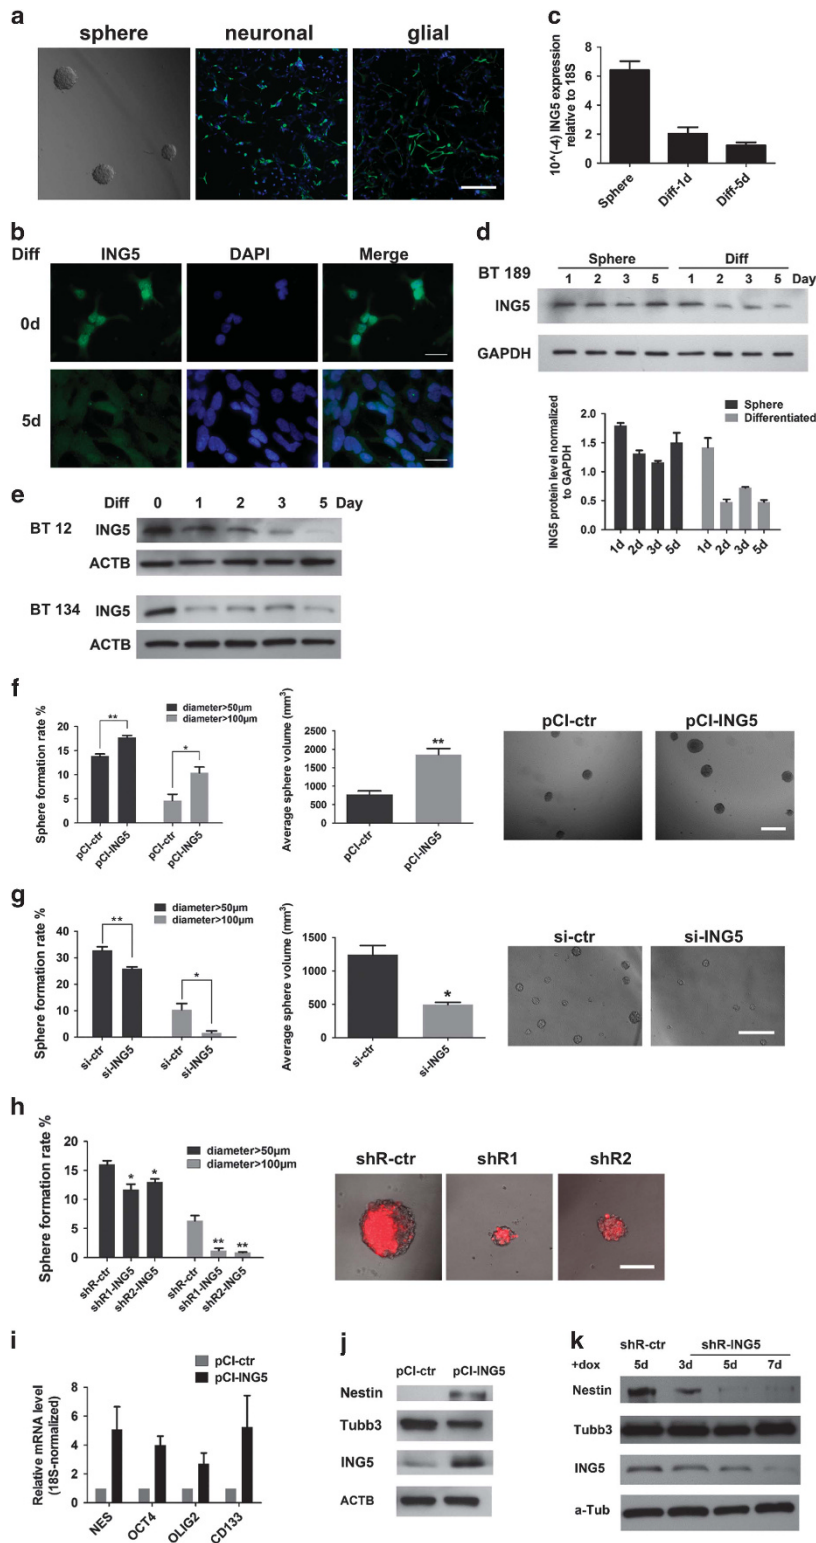 a
sphere neuronal glial
b
Diff ING5 DAPI Merge
0d
5d
c
10^(-4) ING5 expression
relative to 18S
8
6
4
2
0
Sphere Diff-1d Diff-5d
d
Sphere Diff
BT 189 1 2 3 5 1 2 3 5 Day
ING5
GAPDH
Sphere
Differentiated
ING5 protein level normalized
to GAPDH
2.0
1.5
1.0
0.5
0.0
1d 2d 3d 5d 1d 2d 3d 5d
e
Diff 0 1 2 3 5 Day
BT 12 ING5
ACTB
BT 134 ING5
ACTB
f
Sphere formation rate %
20
15
10
5
0
diameter>50µm
diameter>100µm
** *
pCI-ctr pCI-ING5 pCI-ctr pCI-ING5
Average sphere volume (mm³)
2500
2000
1500
1000
500
0
**
pCI-ctr pCI-ING5
pCI-ctr pCI-ING5
g
Sphere formation rate %
50
40
30
20
10
0
diameter>50µm
diameter>100µm
** *
si-ctr si-ING5 si-ctr si-ING5
Average sphere volume (mm³)
1500
1000
500
0
*
si-ctr si-ING5
si-ctr si-ING5
h
Sphere formation rate %
20
15
10
5
0
diameter>50µm
diameter>100µm
* * ** **
shR-ctr shR1-ING5 shR2-ING5 shR-ctr shR1-ING5 shR2-ING5
shR-ctr shR1 shR2
i
Relative mRNA level
(18S-normalized)
8
6
4
2
0
pCI-ctr
pCI-ING5
NES OCT4 OLIG2 CD133
j
pCI-ctr pCI-ING5
Nestin
Tubb3
ING5
ACTB
k
shR-ctr shR-ING5
+dox 5d 3d 5d 7d
Nestin
Tubb3
ING5
a-Tub